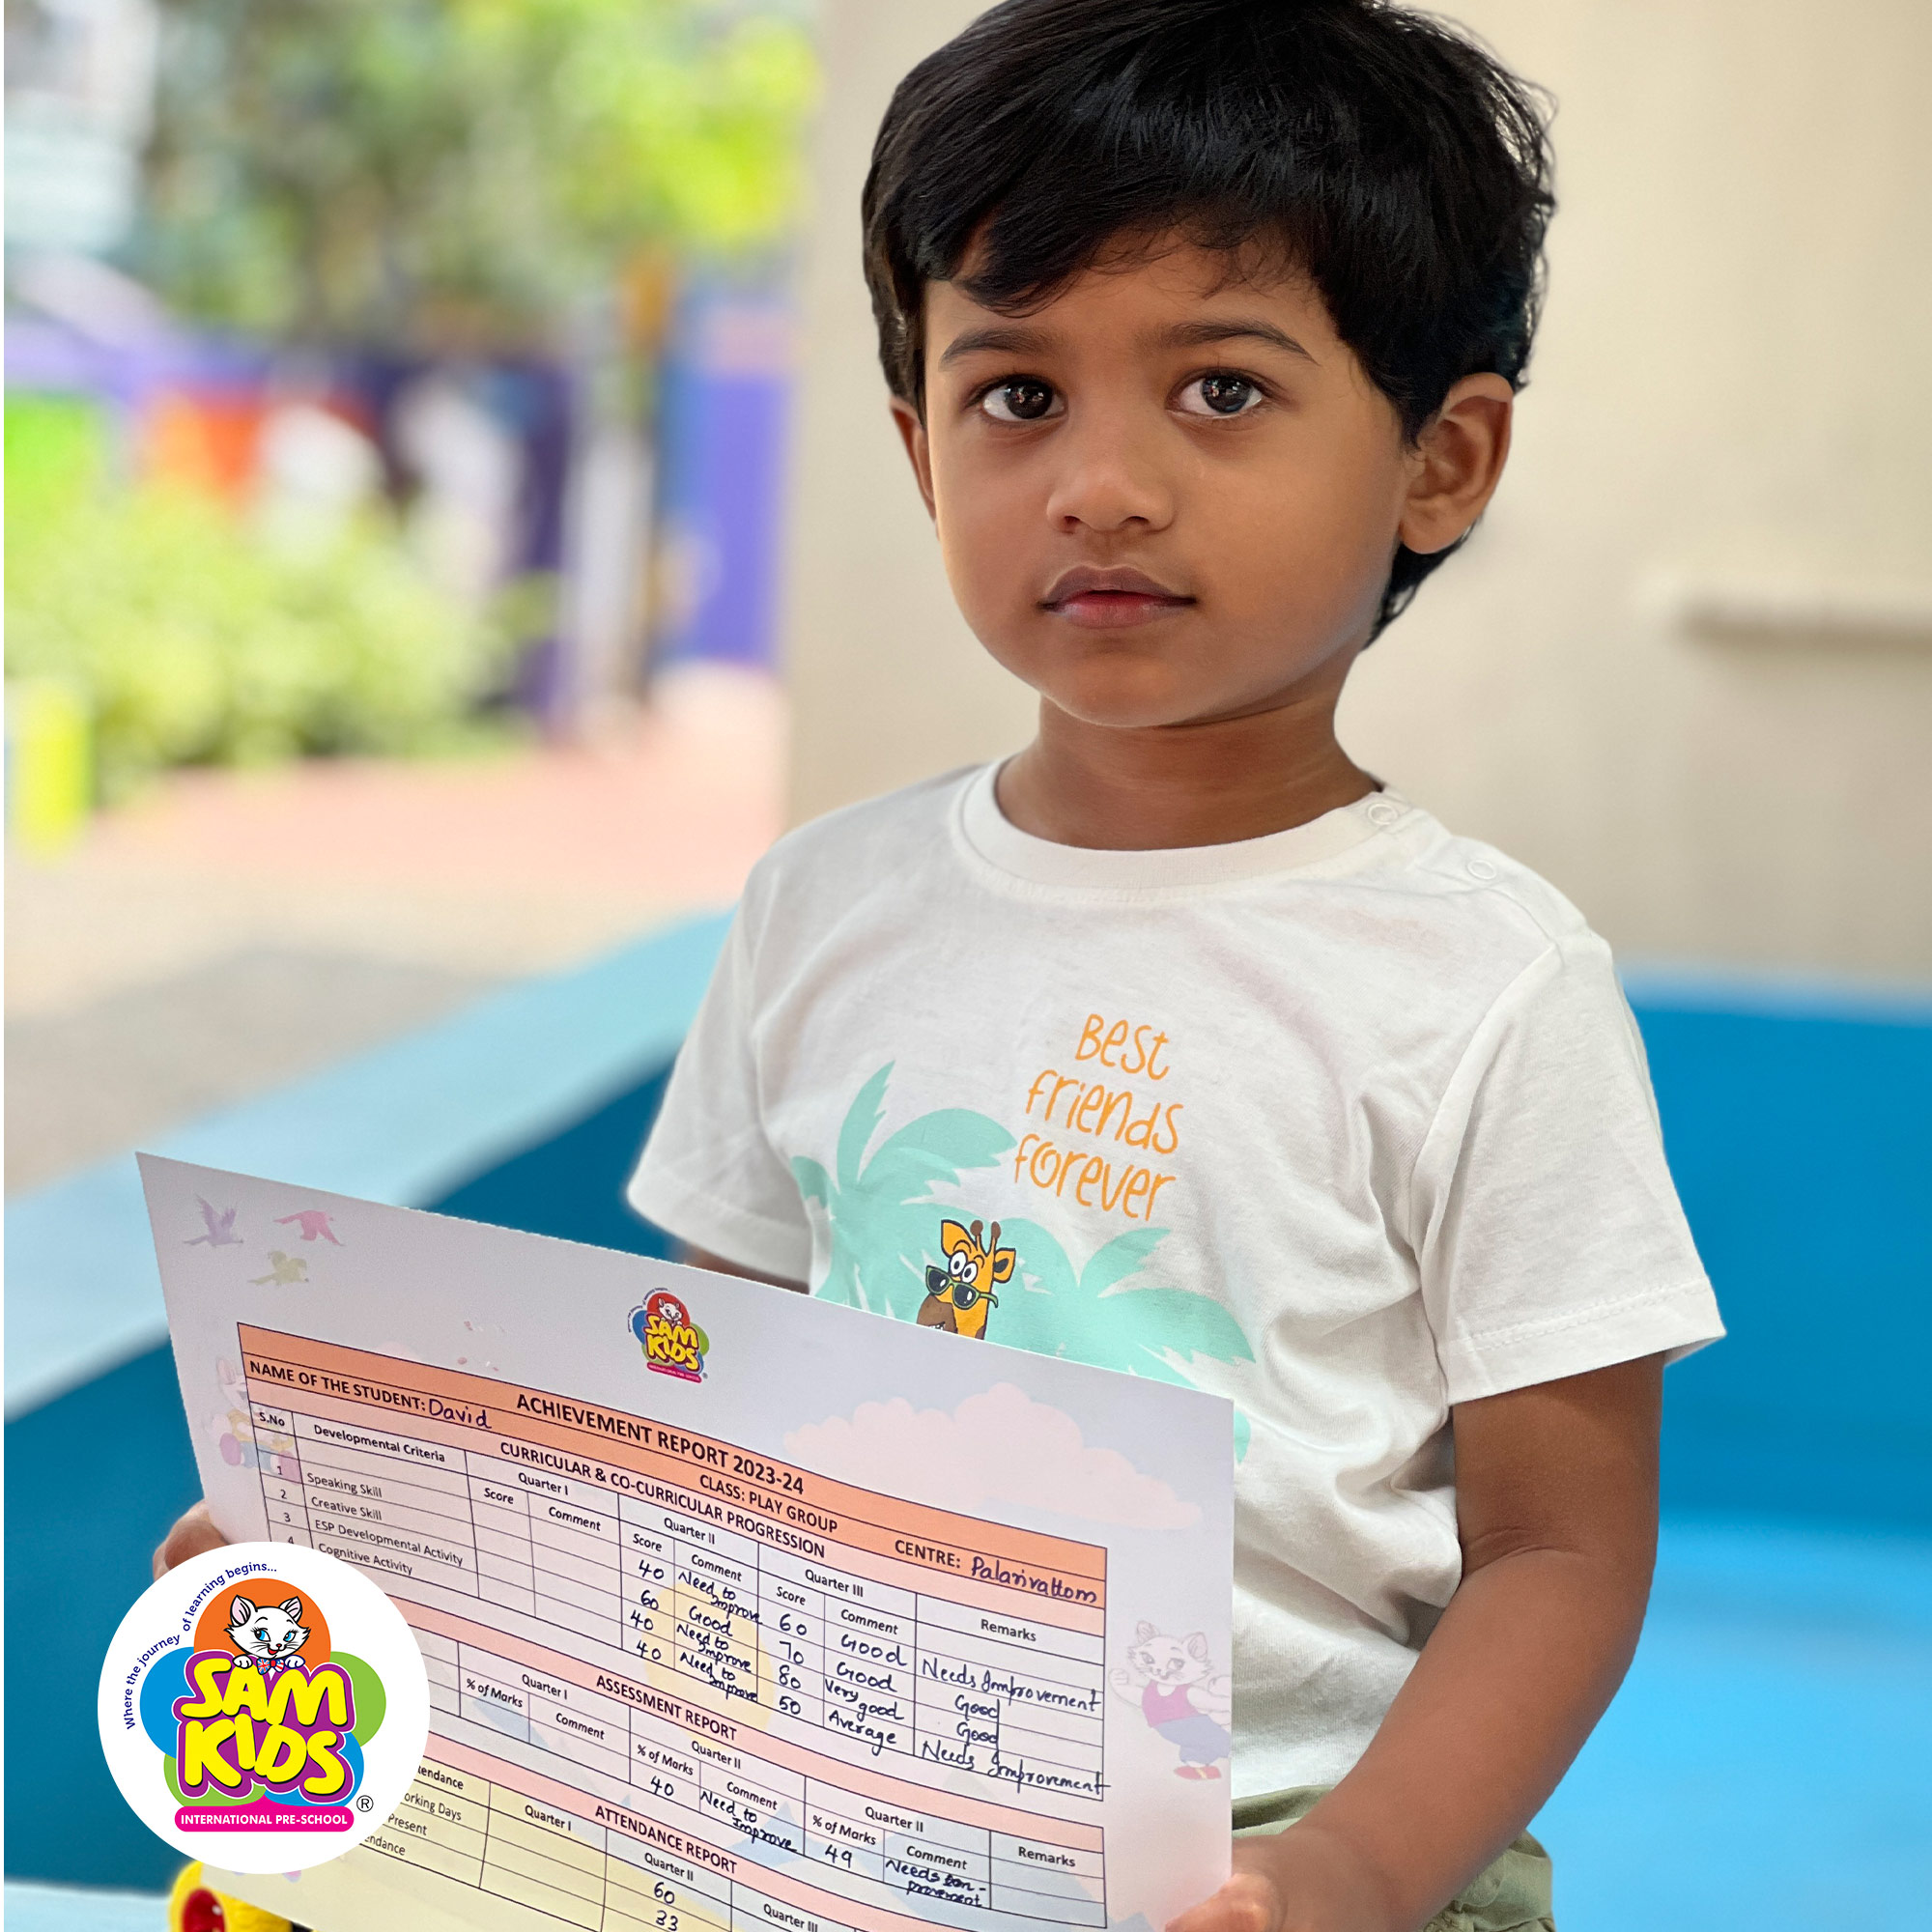 Best
friends
forever
SAM
KIDS
ACHIEVEMENT REPORT 2023-24
NAME OF THE STUDENT: David CLASS: PLAY GROUP CENTRE: Palarivattom
CURRICULAR & CO-CURRICULAR PROGRESSION
S.No Developmental Criteria Quarter I Quarter II Quarter III Remarks
Score Comment Score Comment Score Comment
1 Speaking Skill 40 Need to Improve 60 Good Needs Improvement
2 Creative Skill 60 Good 70 Good Good
3 ESP Developmental Activity 40 Need to Improve 80 Very good Good
4 Cognitive Activity 40 Need to Improve 50 Average Needs Improvement
ASSESSMENT REPORT
Quarter I Quarter II Quarter II Remarks
% of Marks Comment % of Marks Comment % of Marks Comment
40 Need to Improve 49
ATTENDANCE REPORT
Quarter I Quarter II Quarter III
orking Days 60
Present 33
Where the journey of learning begins...
SAM
KIDS
®
INTERNATIONAL PRE-SCHOOL